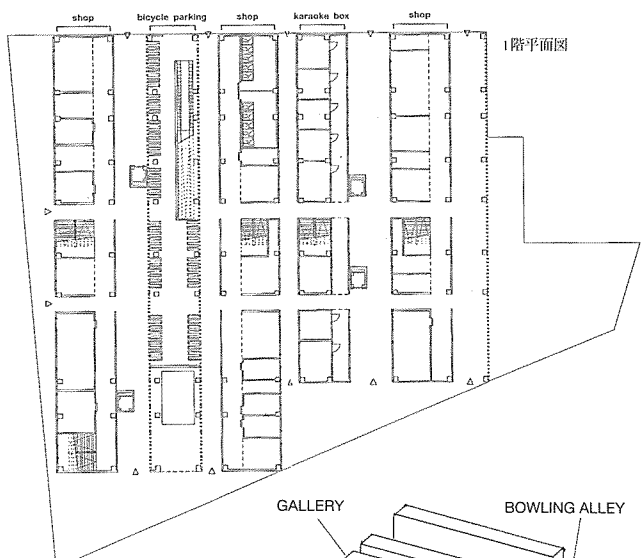 shop bicycle parking shop karaoke box shop
1階平面図
GALLERY BOWLING ALLEY